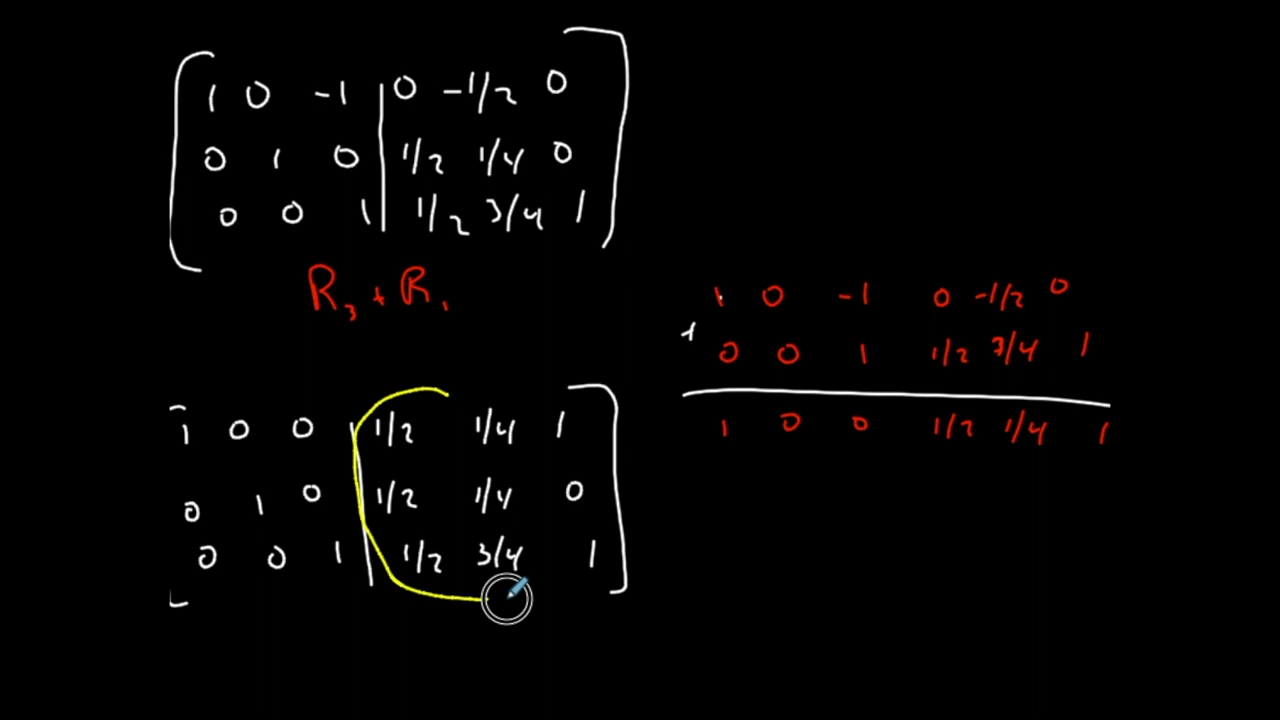 1 0 -1 | 0 -1/2 0
0 1 0 | 1/2 1/4 0
0 0 1 | 1/2 3/4 1
R₃ + R₁
1 0 -1 0 -1/2 0
+ 0 0 1 1/2 3/4 1
1 0 0 1/2 1/4 1
1 0 0 | 1/2 1/4 1
0 1 0 | 1/2 1/4 0
0 0 1 | 1/2 3/4 1